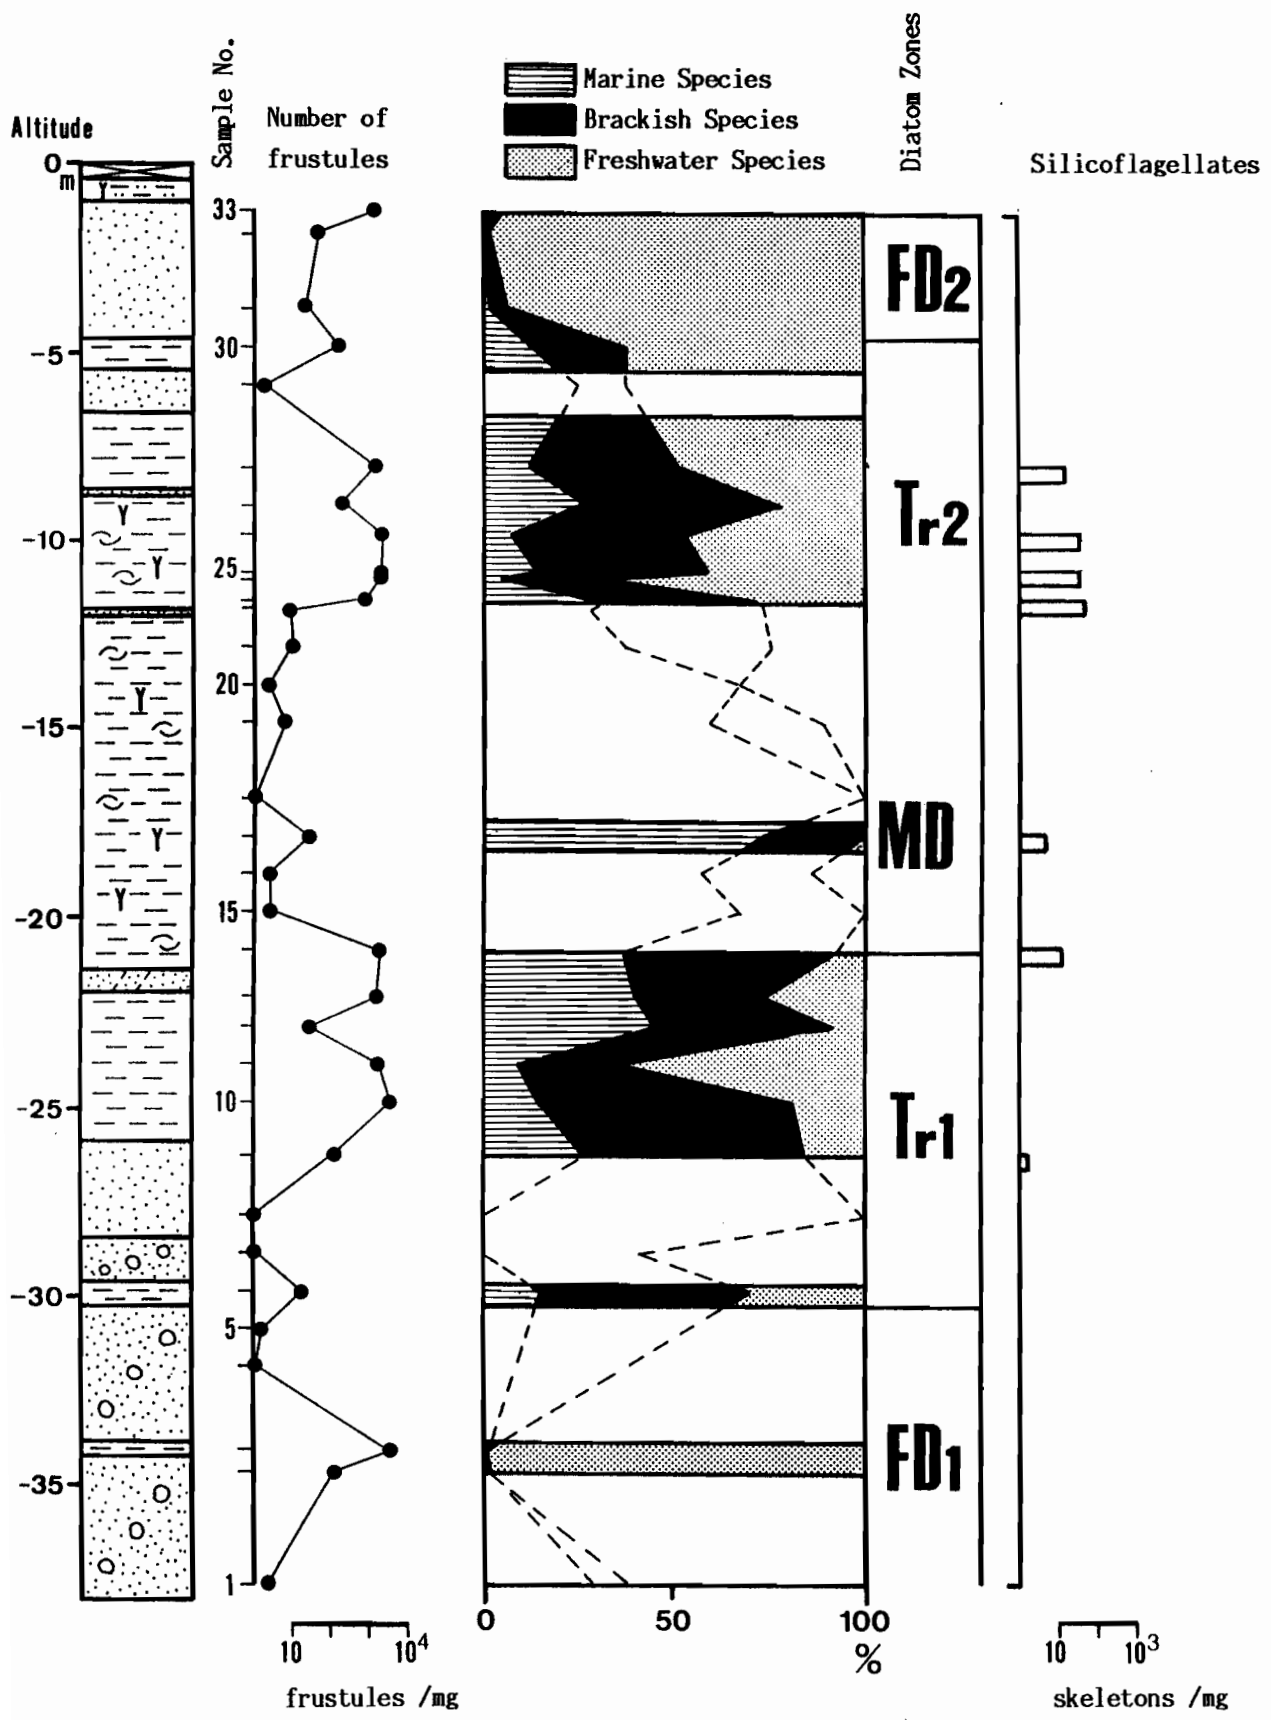 Altitude
Sample No.
Number of
frustules
Marine Species
Brackish Species
Freshwater Species
Diatom Zones
Silicoflagellates
0
m
-5
-10
-15
-20
-25
-30
-35
33
30
25
20
15
10
5
1
FD2
Tr2
MD
Tr1
FD1
0 50 100
%
10 10⁴
frustules /mg
10 10³
skeletons /mg